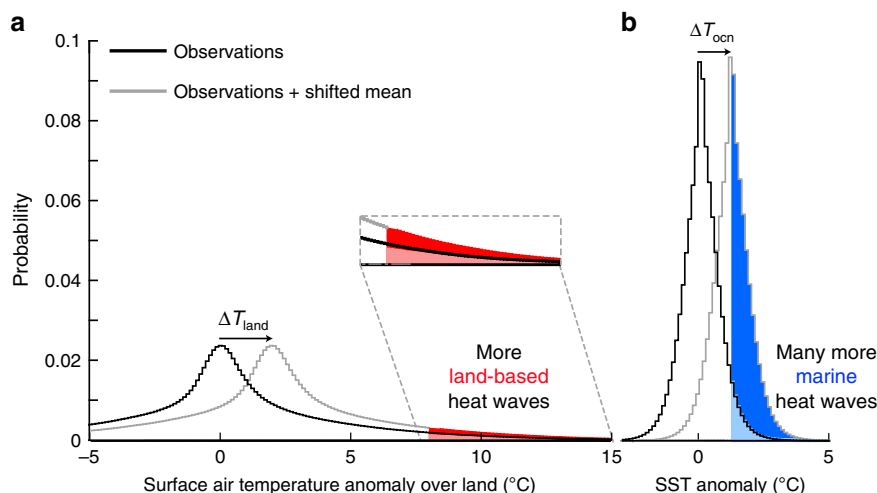 a
b
0.1
0.08
0.06
0.04
0.02
0
Probability
Observations
Observations + shifted mean
ΔTland
More
land-based
heat waves
–5
0
5
10
15
Surface air temperature anomaly over land (°C)
ΔTocn
Many more
marine
heat waves
0
5
SST anomaly (°C)